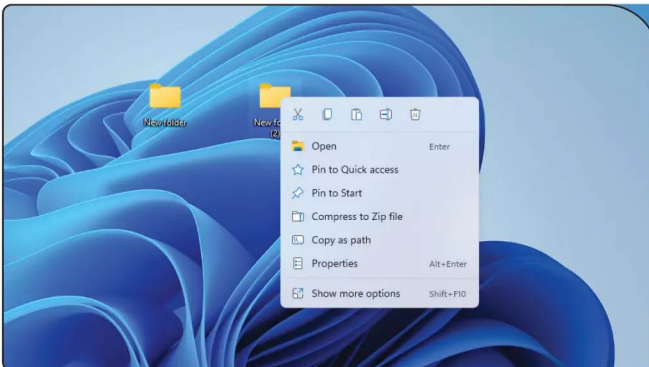 New folder
New fo
(2)
Open Enter
Pin to Quick access
Pin to Start
Compress to Zip file
Copy as path
Properties Alt+Enter
Show more options Shift+F10